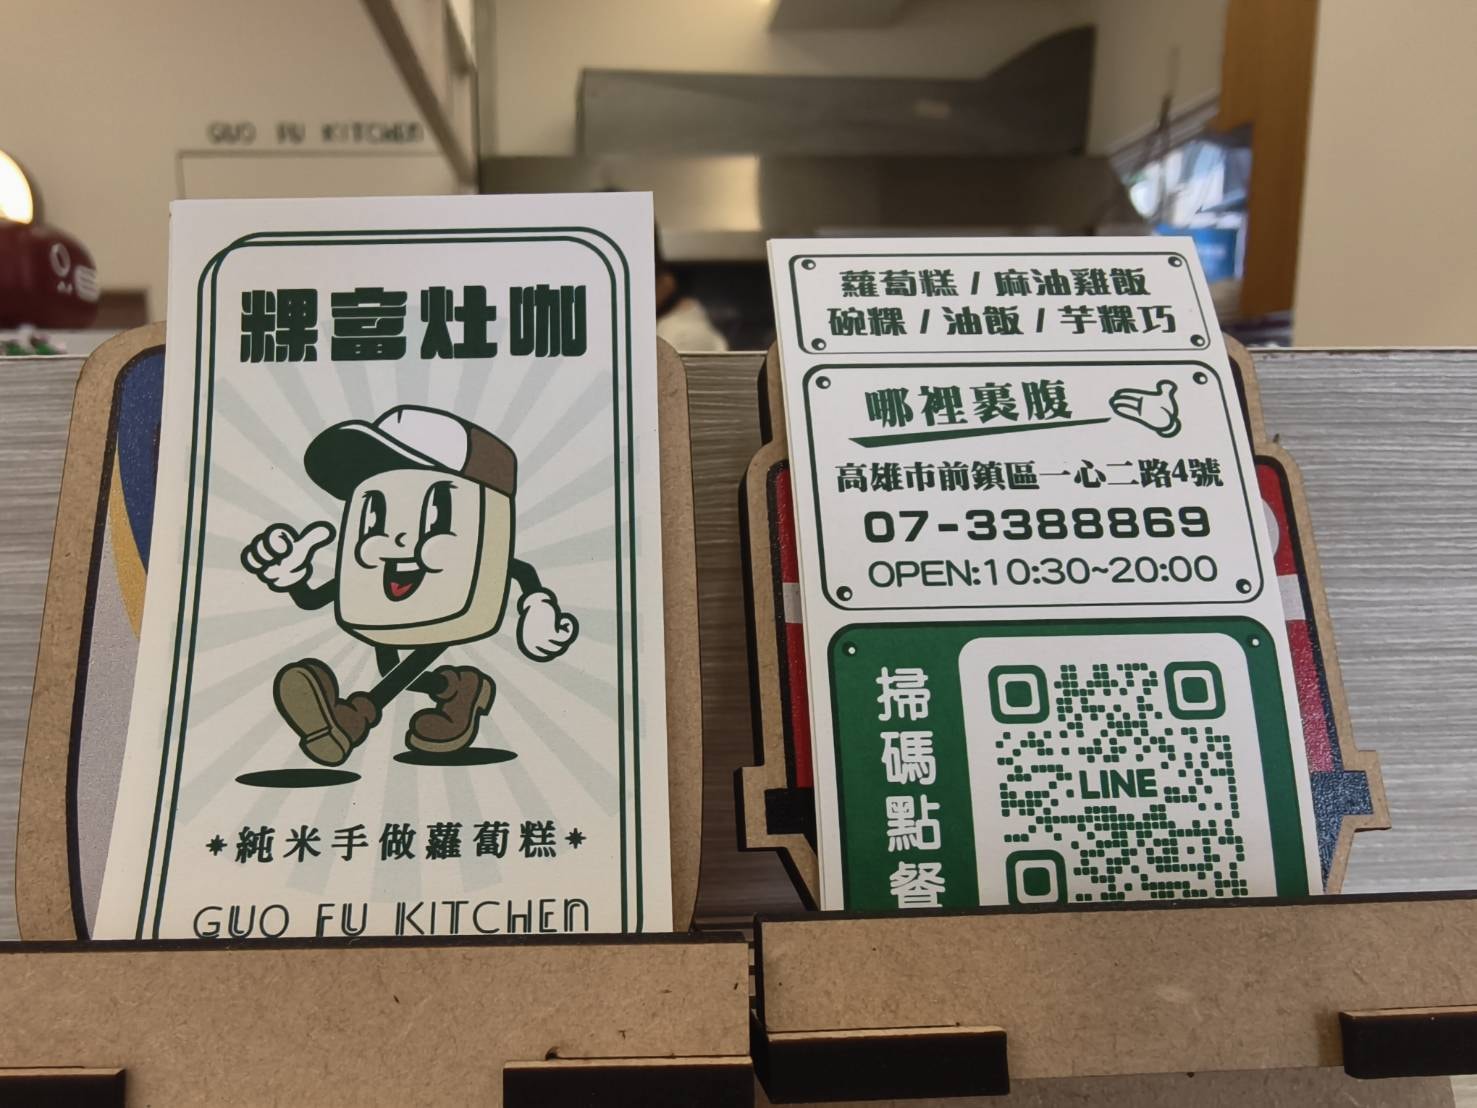 GUO FU KITCHEN
粿富灶咖
純米手做蘿蔔糕
GUO FU KITCHEN
蘿蔔糕 / 麻油雞飯
碗粿 / 油飯 / 芋粿巧
哪裡裹腹
高雄市前鎮區一心二路4號
07-3388869
OPEN:10:30~20:00
掃碼點餐
LINE